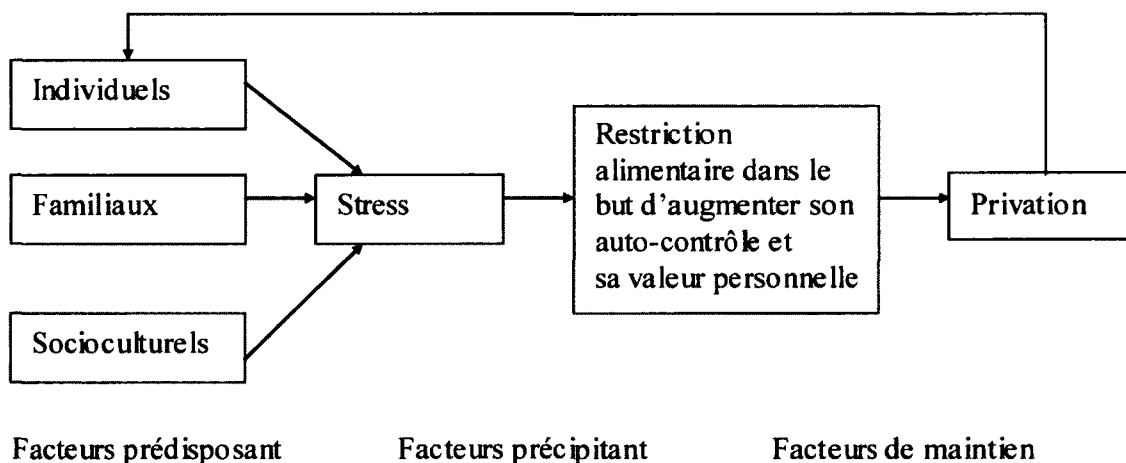 Individuels
Familiaux
Socioculturels
Stress
Restriction
alimentaire dans le
but d'augmenter son
auto-contrôle et
sa valeur personnelle
Privation
Facteurs prédisposant
Facteurs précipitant
Facteurs de maintien